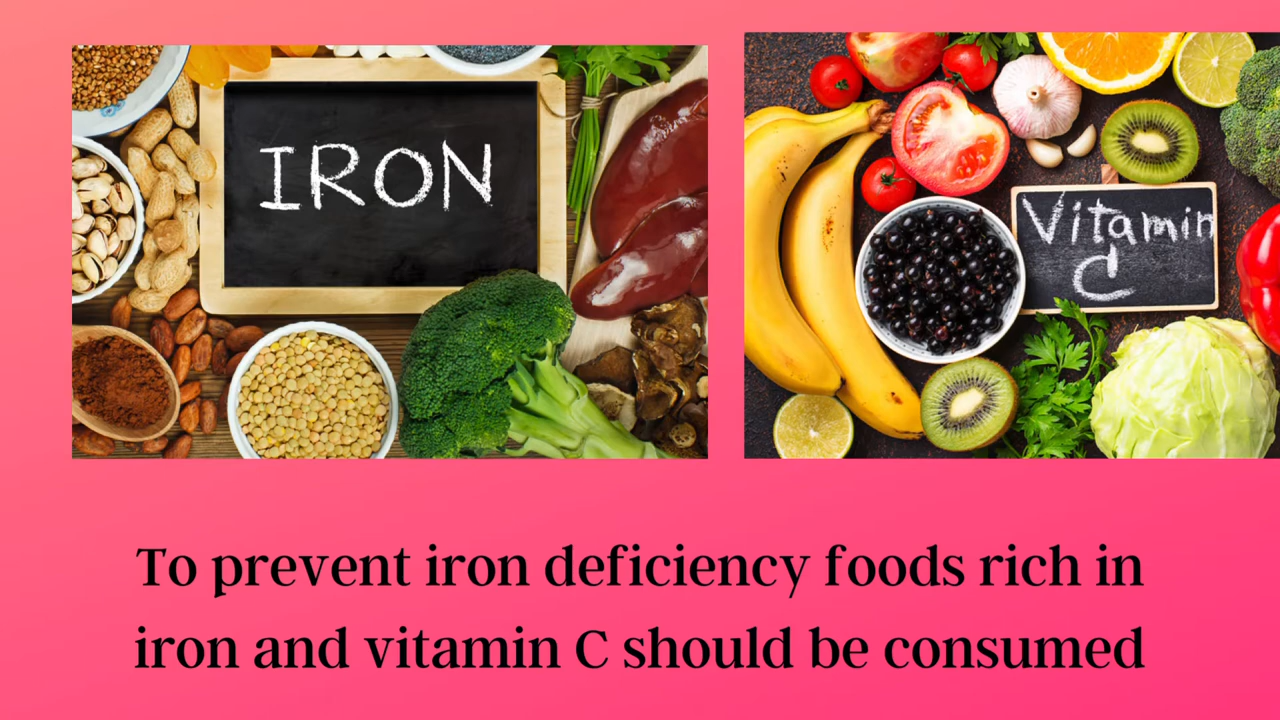 IRON
Vitamin
C
To prevent iron deficiency foods rich in
iron and vitamin C should be consumed